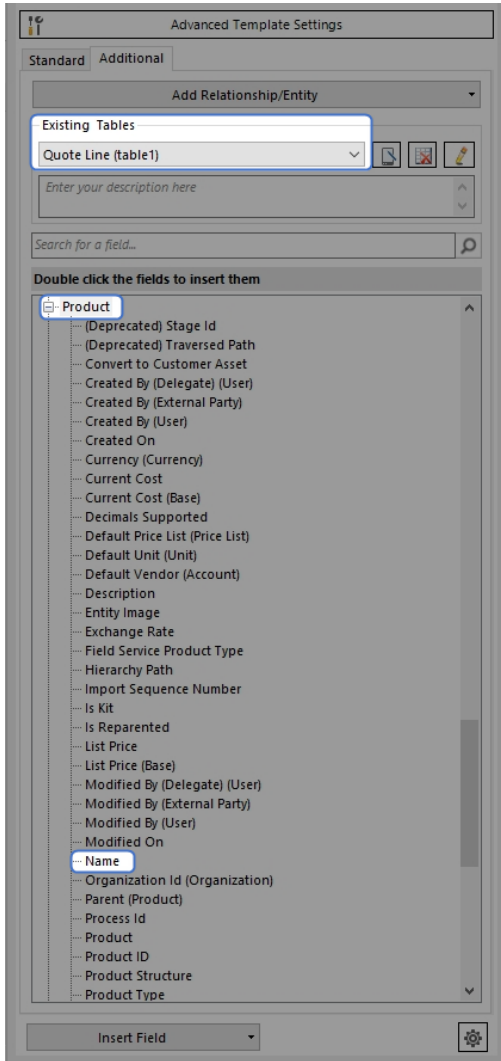 Advanced Template Settings
Standard Additional
Add Relationship/Entity
Existing Tables
Quote Line (table1)
Enter your description here
Search for a field...
Double click the fields to insert them
Product
(Deprecated) Stage Id
(Deprecated) Traversed Path
Convert to Customer Asset
Created By (Delegate) (User)
Created By (External Party)
Created By (User)
Created On
Currency (Currency)
Current Cost
Current Cost (Base)
Decimals Supported
Default Price List (Price List)
Default Unit (Unit)
Default Vendor (Account)
Description
Entity Image
Exchange Rate
Field Service Product Type
Hierarchy Path
Import Sequence Number
Is Kit
Is Reparented
List Price
List Price (Base)
Modified By (Delegate) (User)
Modified By (External Party)
Modified By (User)
Modified On
Name
Organization Id (Organization)
Parent (Product)
Process Id
Product
Product ID
Product Structure
Product Type
Insert Field